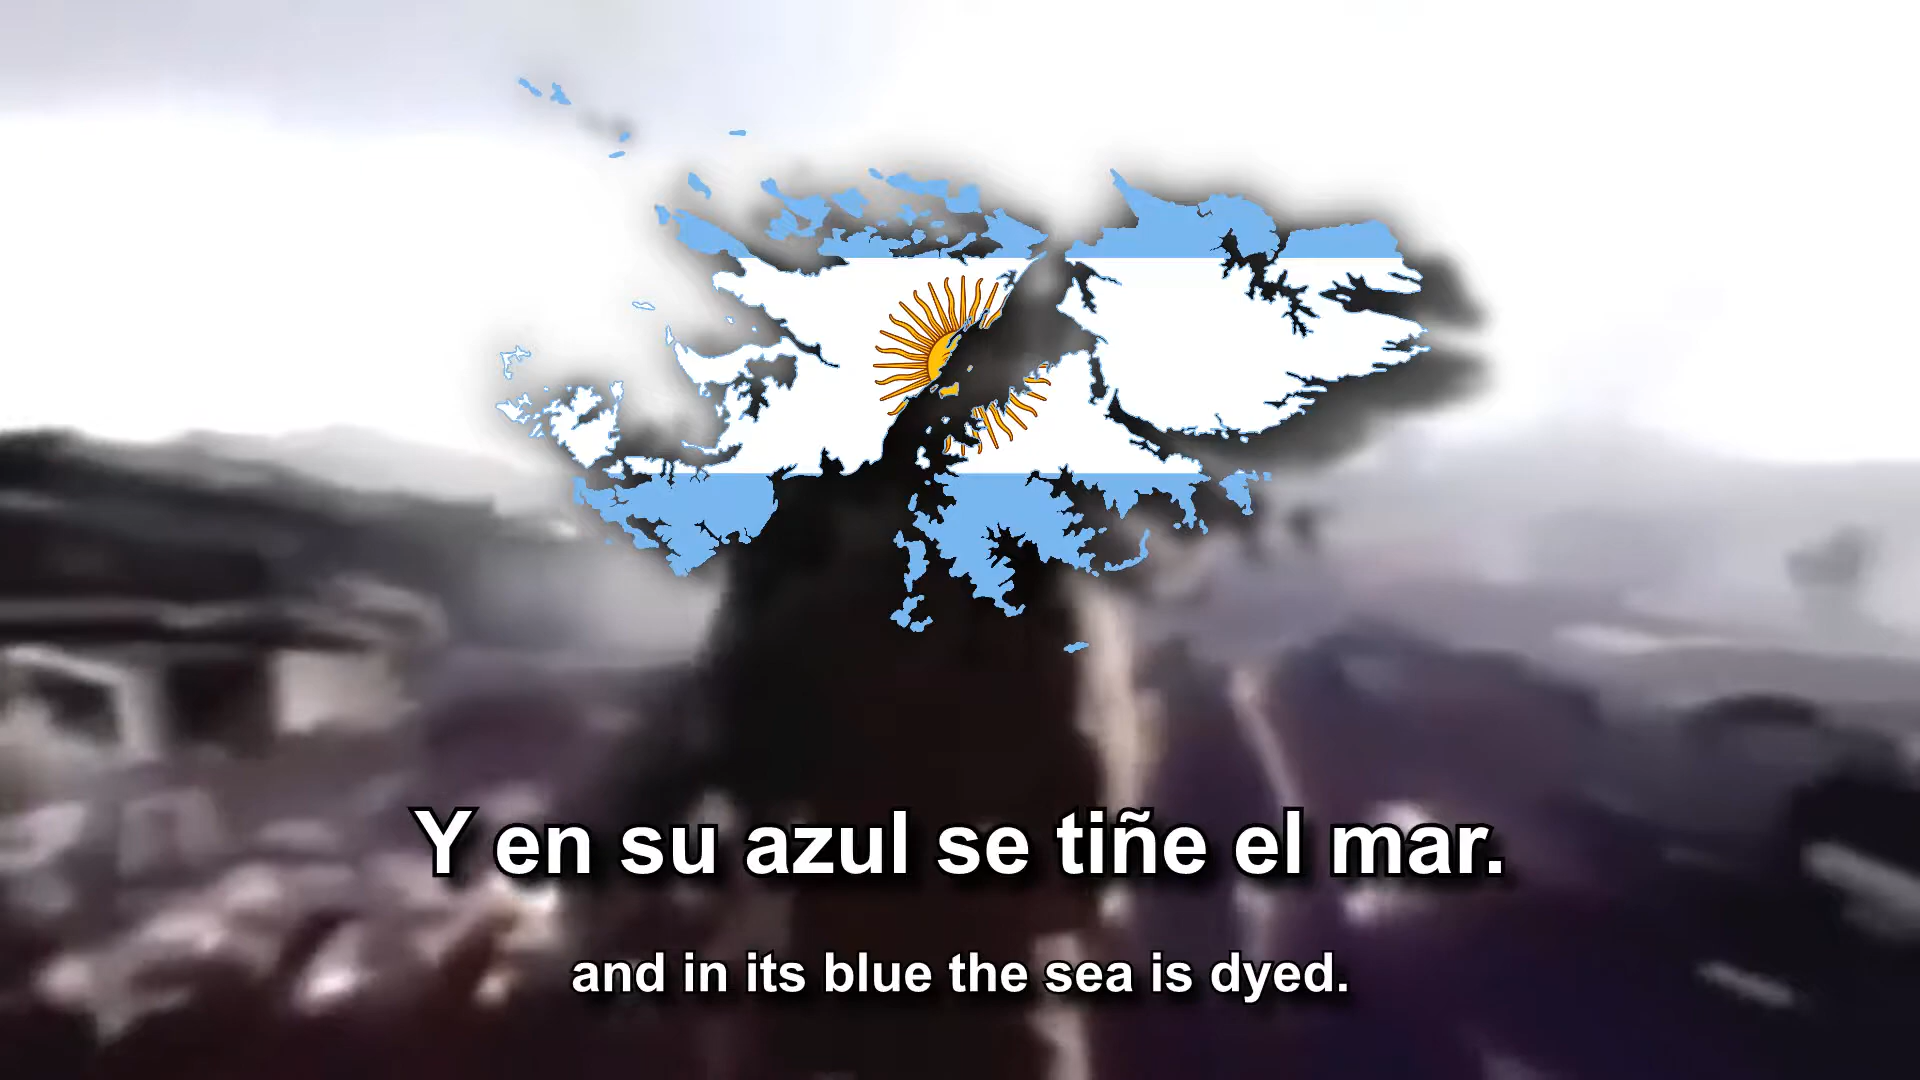 Y en su azul se tiñe el mar.
and in its blue the sea is dyed.